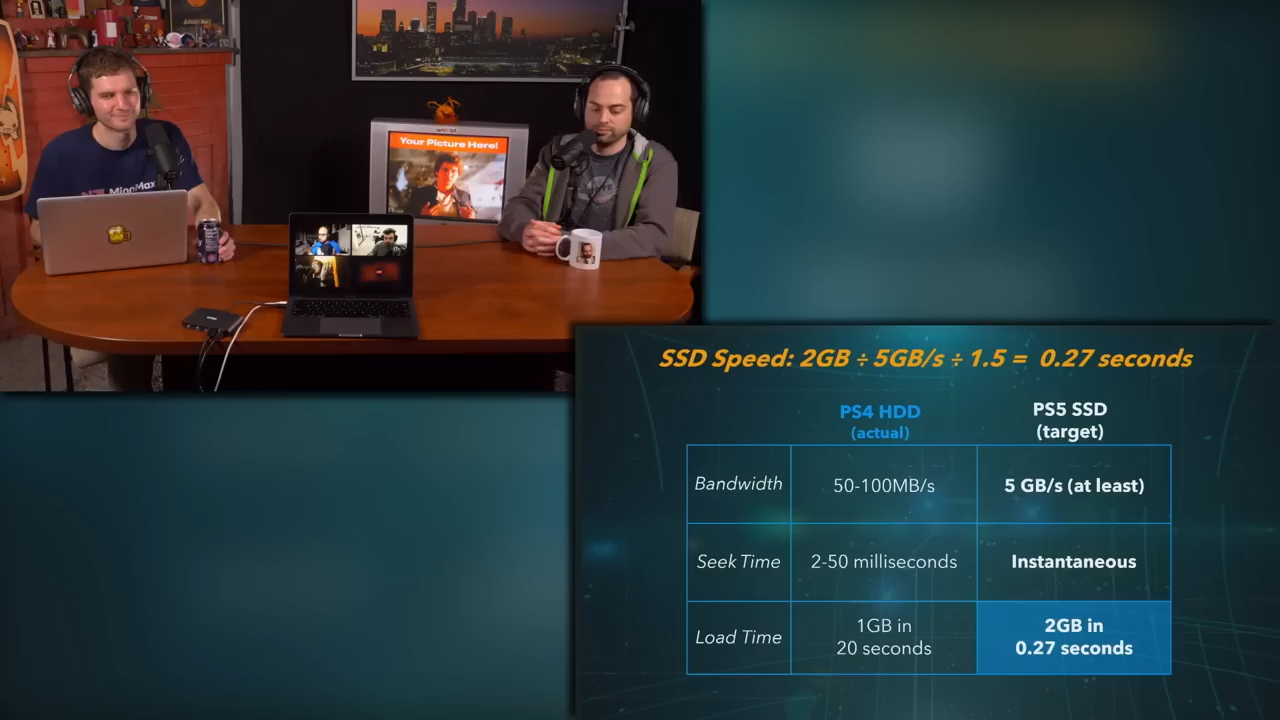 Your Picture Here!
MinnMax
SSD Speed: 2GB ÷ 5GB/s ÷ 1.5 = 0.27 seconds
PS4 HDD
(actual)
PS5 SSD
(target)
Bandwidth
50-100MB/s
5 GB/s (at least)
Seek Time
2-50 milliseconds
Instantaneous
Load Time
1GB in
20 seconds
2GB in
0.27 seconds